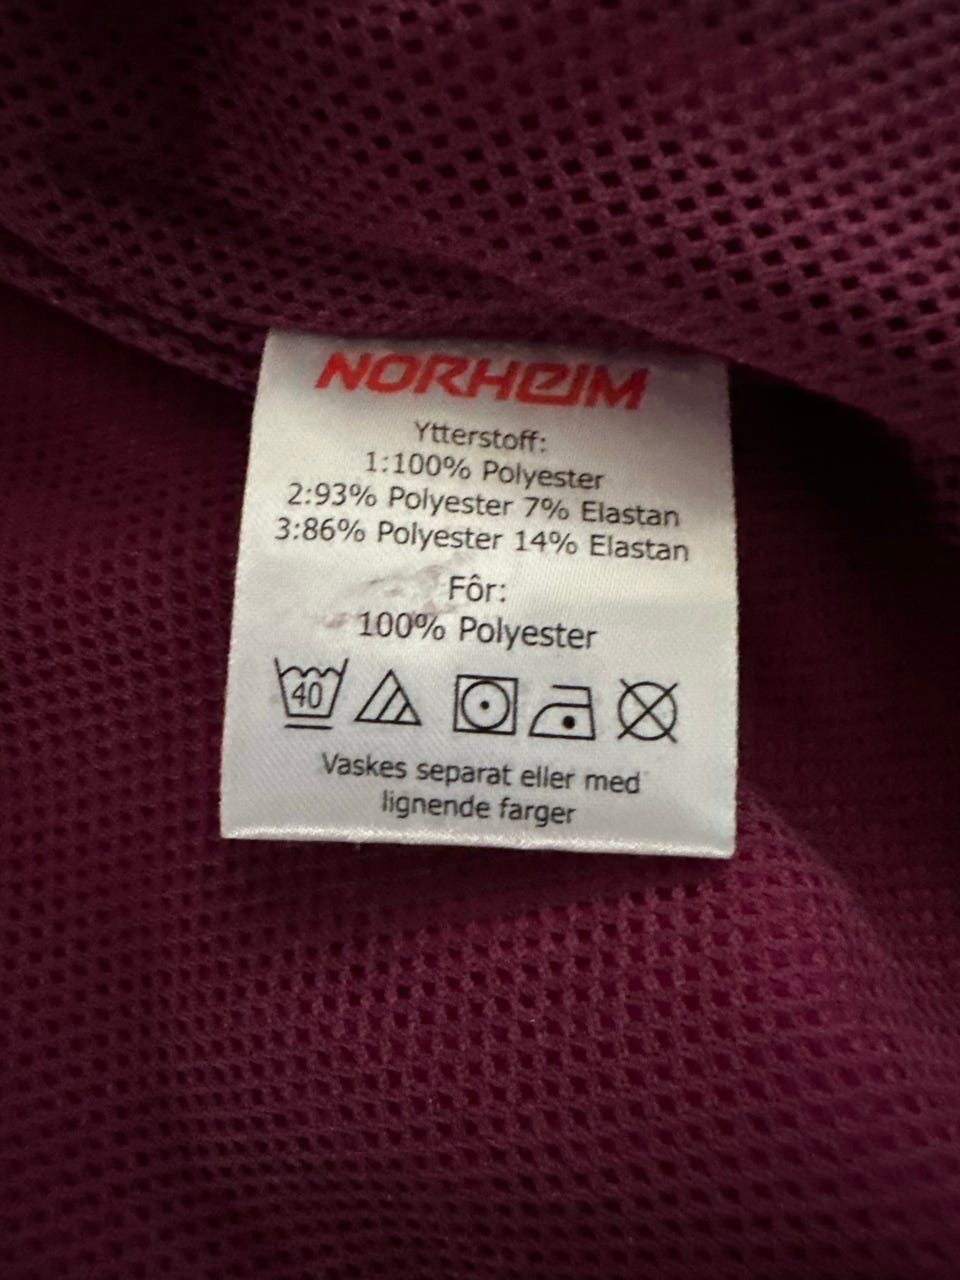 NORHEIM
Ytterstoff:
1:100% Polyester
2:93% Polyester 7% Elastan
3:86% Polyester 14% Elastan
Fôr:
100% Polyester
40
Vaskes separat eller med
lignende farger